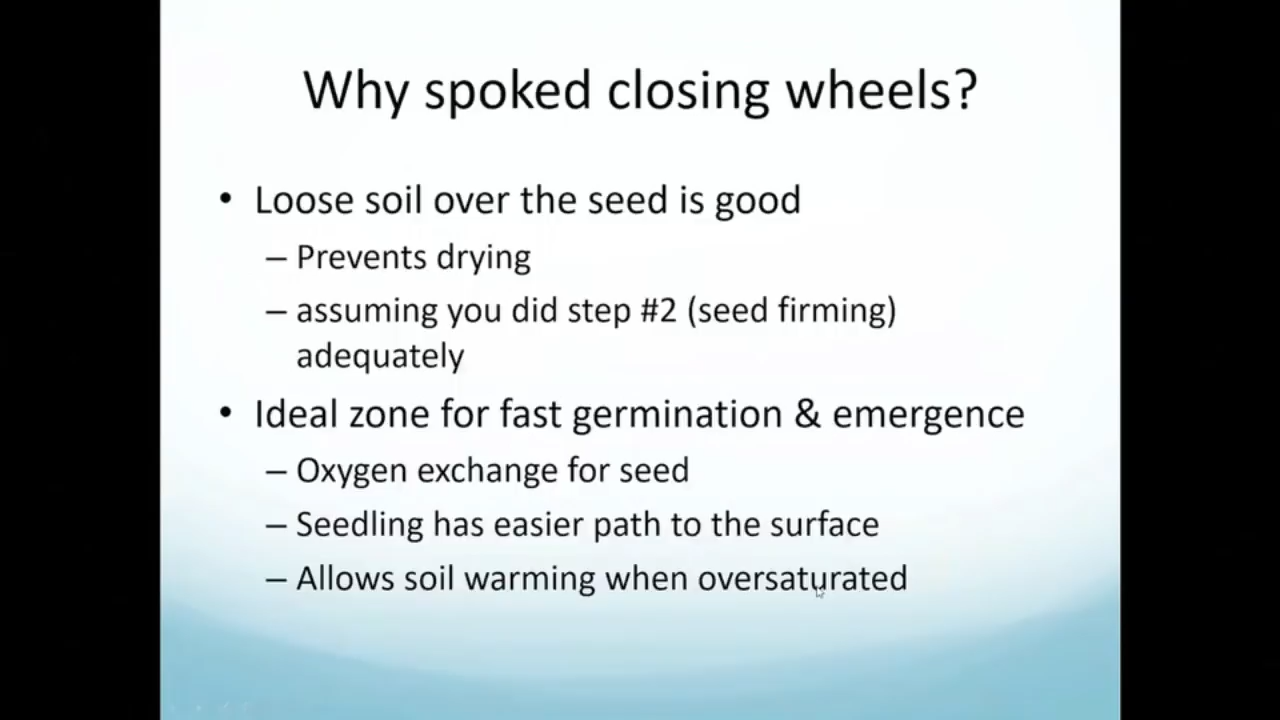 Why spoked closing wheels?
• Loose soil over the seed is good
– Prevents drying
– assuming you did step #2 (seed firming)
adequately
• Ideal zone for fast germination & emergence
– Oxygen exchange for seed
– Seedling has easier path to the surface
– Allows soil warming when oversaturated